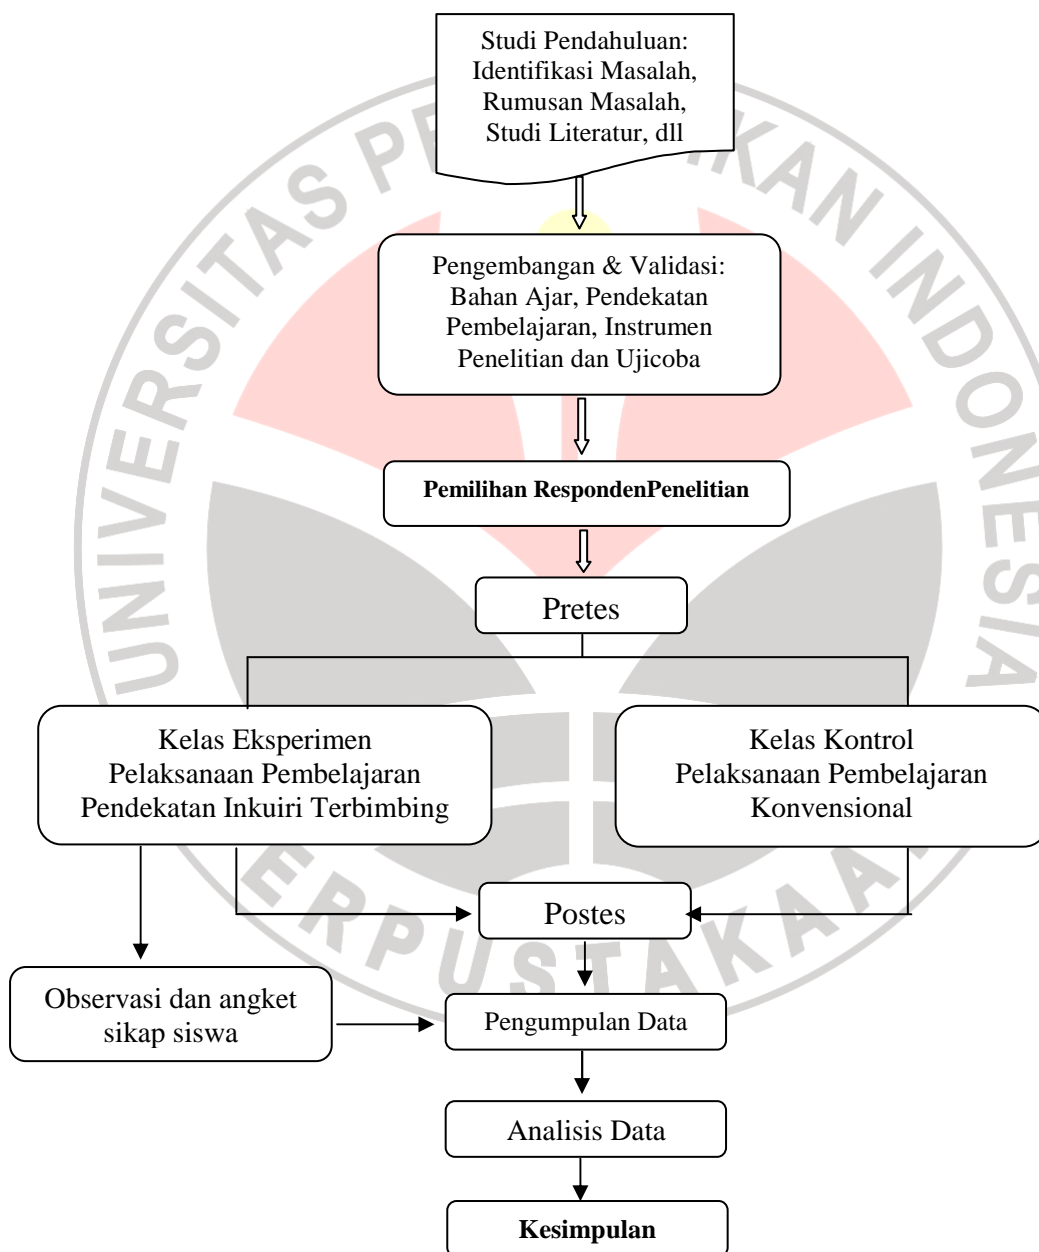 Studi Pendahuluan:
Identifikasi Masalah,
Rumusan Masalah,
Studi Literatur, dll
Pengembangan & Validasi:
Bahan Ajar, Pendekatan
Pembelajaran, Instrumen
Penelitian dan Ujicoba
Pemilihan RespondenPenelitian
Pretes
Kelas Eksperimen
Pelaksanaan Pembelajaran
Pendekatan Inkuiri Terbimbing
Kelas Kontrol
Pelaksanaan Pembelajaran
Konvensional
Postes
Observasi dan angket
sikap siswa
Pengumpulan Data
Analisis Data
Kesimpulan
UNIVERSITAS INDONESIA